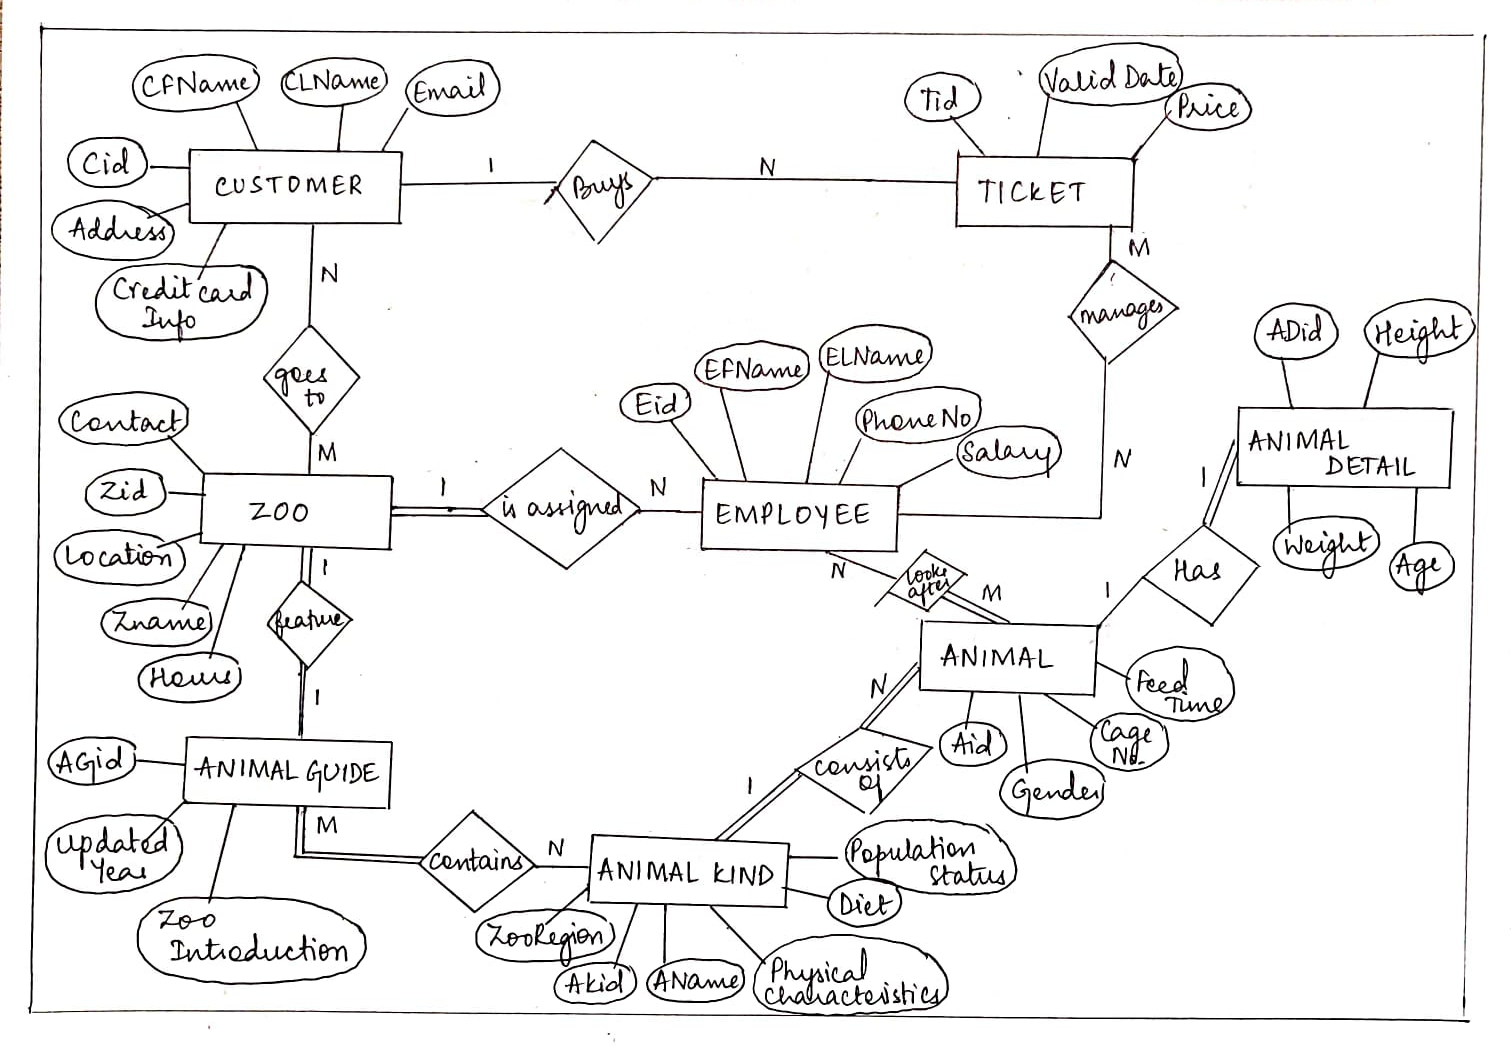 CFName
CLName
Email
Tid
Valid Date
Price
Cid
CUSTOMER
1
Buys
N
TICKET
Address
Credit card
Info
N
M
manages
goes
to
ADid
Height
EFName
ELName
Eid
PhoneNo
Salary
Contact
M
N
ANIMAL
DETAIL
Zid
ZOO
1
is assigned
N
EMPLOYEE
1
Location
Weight
Age
Zname
Hours
1
feature
1
N
looks
after
M
1
Has
ANIMAL
Feed
Time
N
Aid
Cage
No.
Gender
AGid
ANIMAL GUIDE
consists
of
1
updated
Year
M
contains
N
ANIMAL KIND
Population
Status
Diet
Zoo
Introduction
ZooRegion
Akid
AName
Physical
characteristics